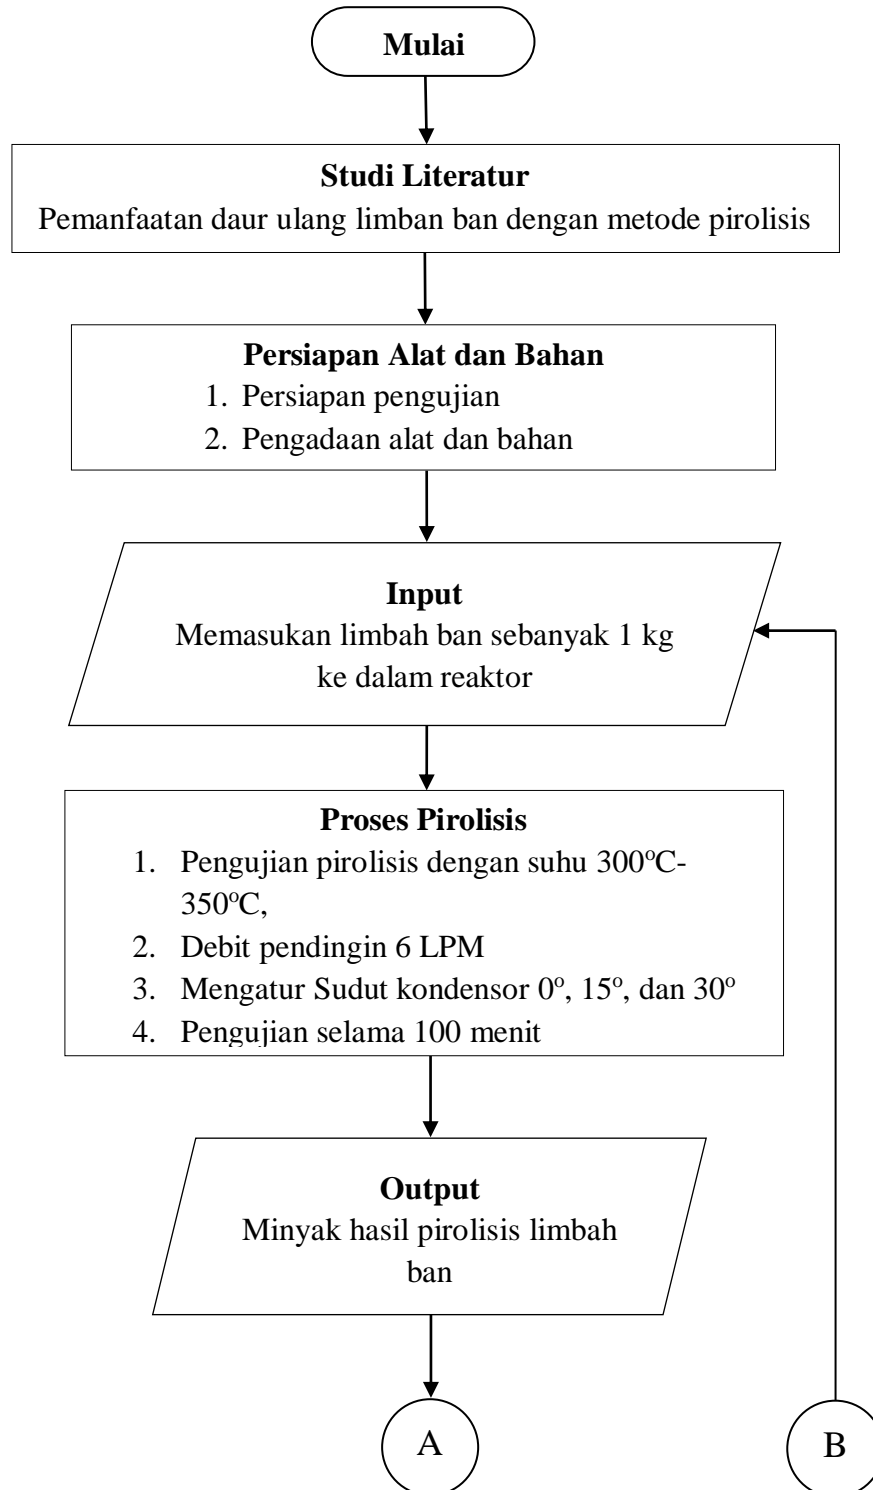 Mulai
Studi Literatur
Pemanfaatan daur ulang limban ban dengan metode pirolisis
Persiapan Alat dan Bahan
1. Persiapan pengujian
2. Pengadaan alat dan bahan
Input
Memasukan limbah ban sebanyak 1 kg
ke dalam reaktor
Proses Pirolisis
1. Pengujian pirolisis dengan suhu 300ºC-
350ºC,
2. Debit pendingin 6 LPM
3. Mengatur Sudut kondensor 0º, 15º, dan 30º
4. Pengujian selama 100 menit
Output
Minyak hasil pirolisis limbah
ban
A
B